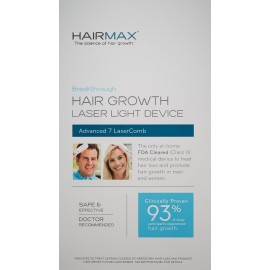 HAIRMAX
The science of hair growth.
Breakthrough
HAIR GROWTH
LASER LIGHT DEVICE
Advanced 7 LaserComb
The only at-home
FDA Cleared (Class II)
medical device to treat
hair loss and promote
hair growth in men
and women.
SAFE &
EFFECTIVE
DOCTOR
RECOMMENDED
Clinically Proven
93%
hair growth.